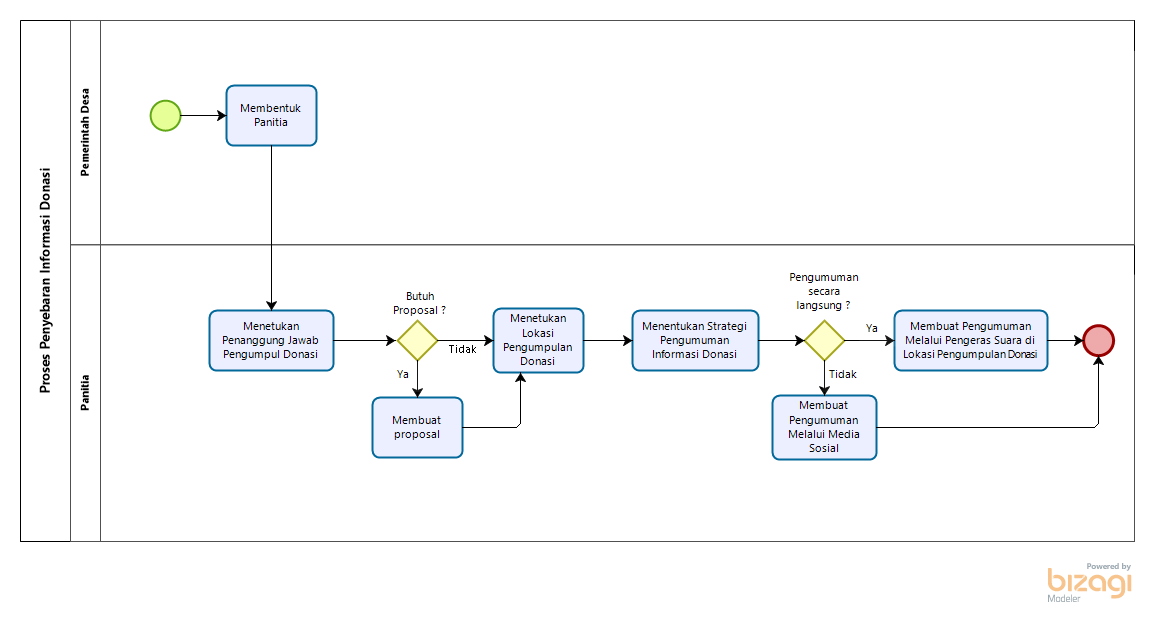 Proses Penyebaran Informasi Donasi
Pemerintah Desa
Membentuk
Panitia
Panitia
Menetukan
Penanggung Jawab
Pengumpul Donasi
Butuh
Proposal ?
Tidak
Ya
Membuat
proposal
Menetukan
Lokasi
Pengumpulan
Donasi
Menentukan Strategi
Pengumuman
Informasi Donasi
Pengumuman
secara
langsung ?
Ya
Tidak
Membuat Pengumuman
Melalui Pengeras Suara di
Lokasi Pengumpulan Donasi
Membuat
Pengumuman
Melalui Media
Sosial
Powered by
bizagi
Modeler